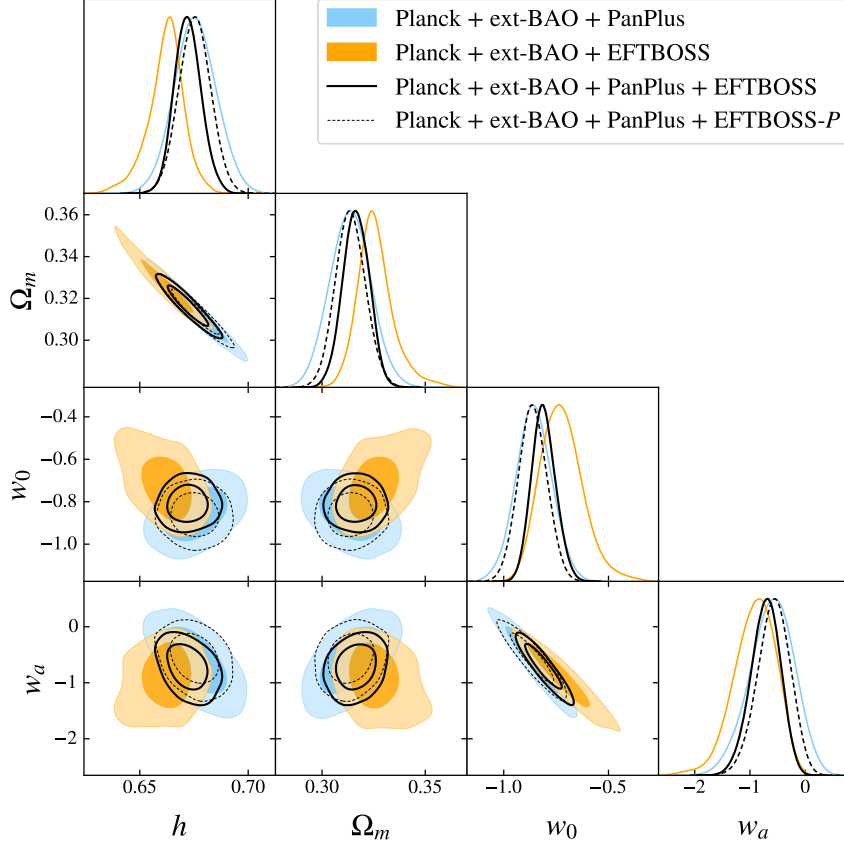 Planck + ext-BAO + PanPlus
Planck + ext-BAO + EFTBOSS
Planck + ext-BAO + PanPlus + EFTBOSS
Planck + ext-BAO + PanPlus + EFTBOSS-P
0.36
0.34
0.32
0.30
Ωm
−0.4
−0.6
−0.8
−1.0
w0
0
−1
−2
wa
0.65 0.70
0.30 0.35
−1.0 −0.5
−1 0
h
Ωm
w0
wa